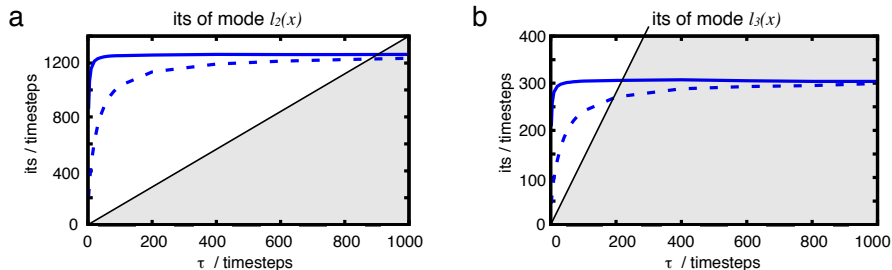 a
its of mode l₂(x)
its / timesteps
1200
800
400
0
0
200
400
600
800
1000
τ / timesteps
b
its of mode l₃(x)
its / timesteps
400
300
200
100
0
0
200
400
600
800
1000
τ / timesteps